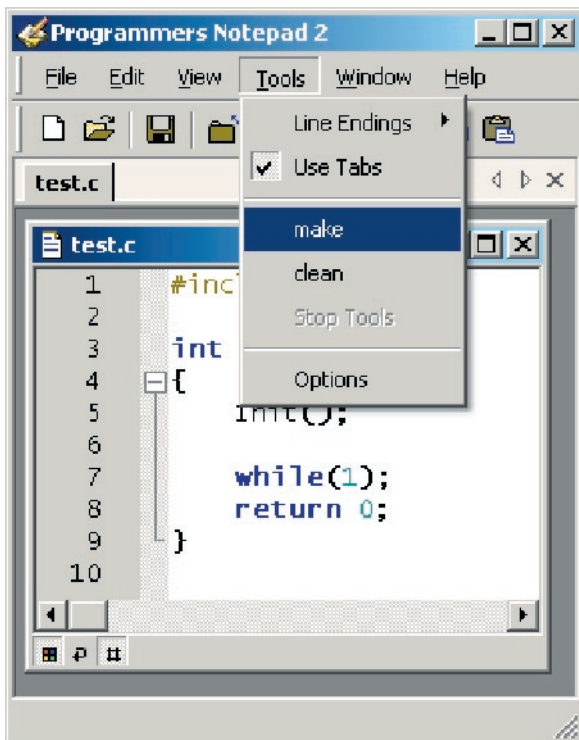 Programmers Notepad 2
File Edit View Tools Window Help
Line Endings
Use Tabs
make
clean
Stop Tools
Options
test.c
test.c
1 #incl
2
3 int
4 {
5 Init();
6
7 while(1);
8 return 0;
9 }
10